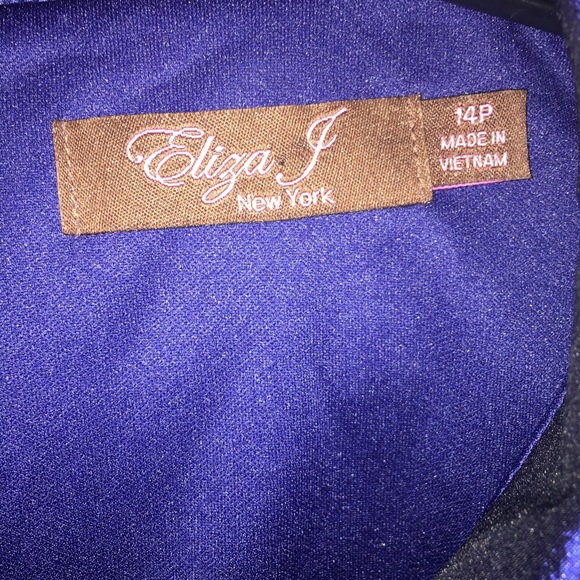 Eliza J
New York
14P
MADE IN
VIETNAM